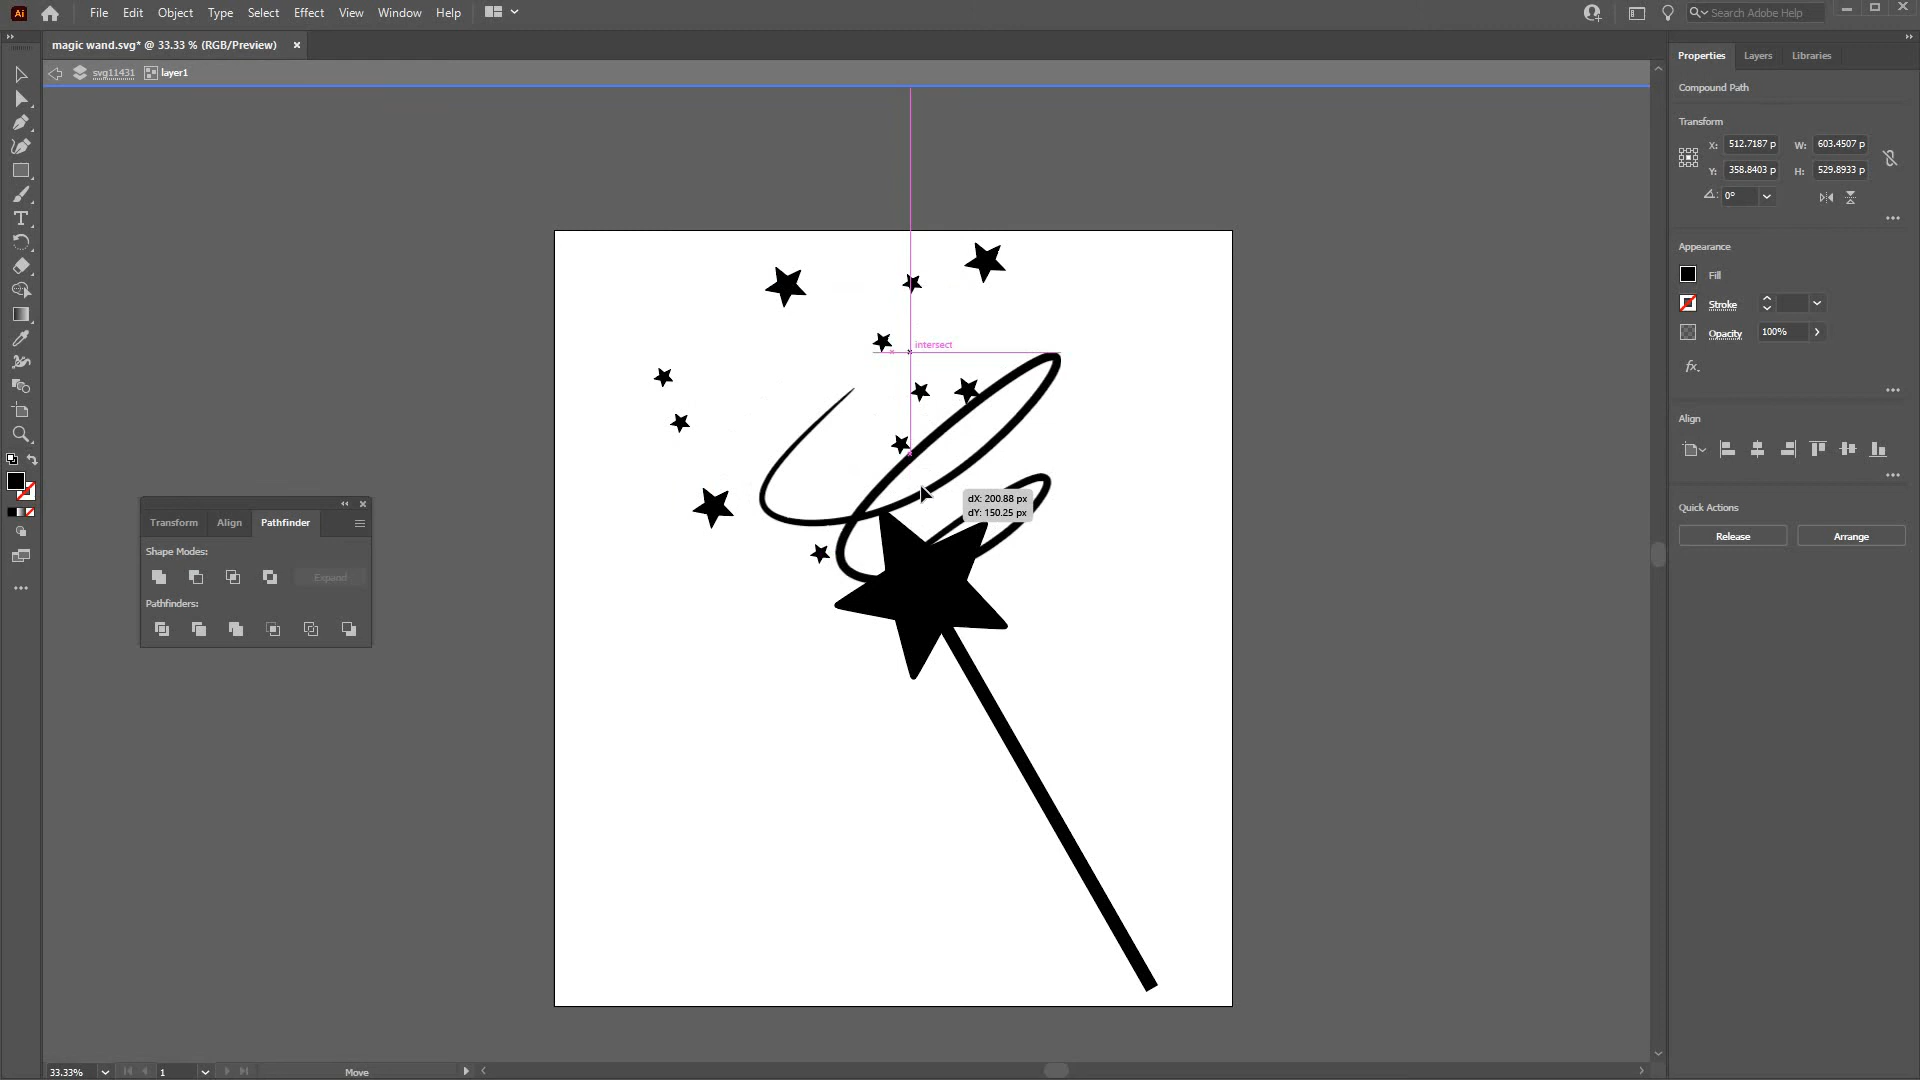 Ai File Edit Object Type Select Effect View Window Help Search Adobe Help
magic wand.svg* @ 33.33 % (RGB/Preview) ×
svg11431 layer1
Properties Layers Libraries
Compound Path
Transform
X: 512.7187 p W: 603.4507 p
Y: 358.8403 p H: 529.8933 p
0°
Appearance
Fill
Stroke
Opacity 100%
fx.
Align
Quick Actions
Release Arrange
intersect
dX: 200.88 px
dY: 150.25 px
Transform Align Pathfinder
Shape Modes:
Expand
Pathfinders:
33.33% 1 Move